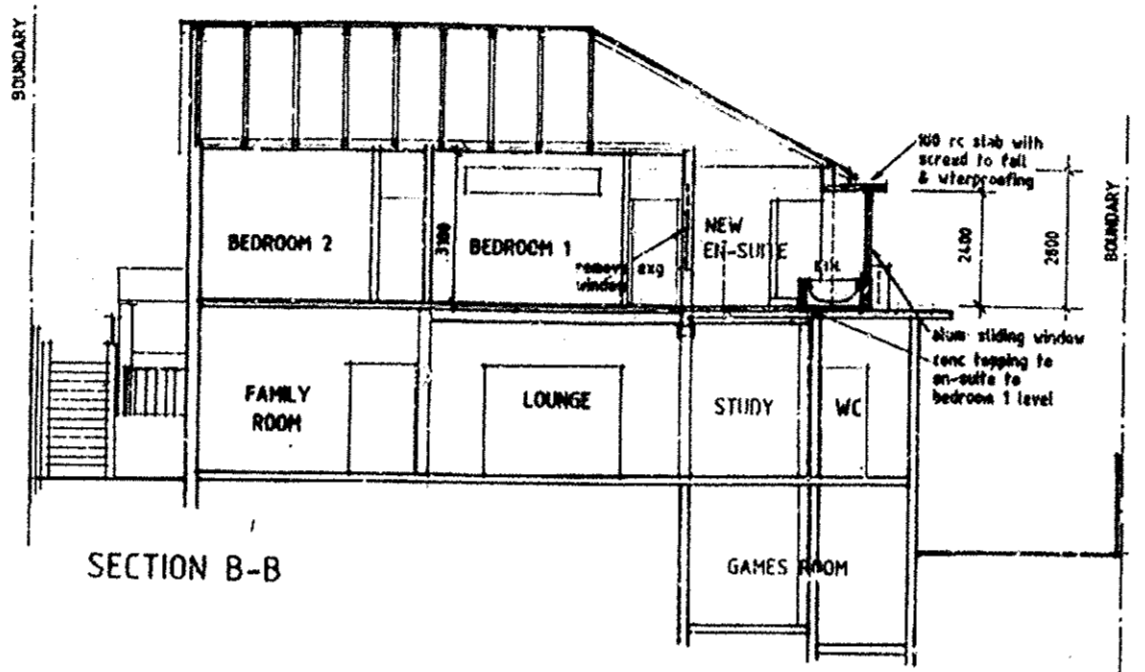 BOUNDARY
100 rc slab with
screed to fall
& wterproofing
BEDROOM 2
3100
BEDROOM 1
NEW
EN-SUITE
remove exg
window
2400
2800
BOUNDARY
alum sliding window
conc topping to
en-suite to
bedroom 1 level
FAMILY
ROOM
LOUNGE
STUDY
WC
SECTION B-B
GAMES ROOM